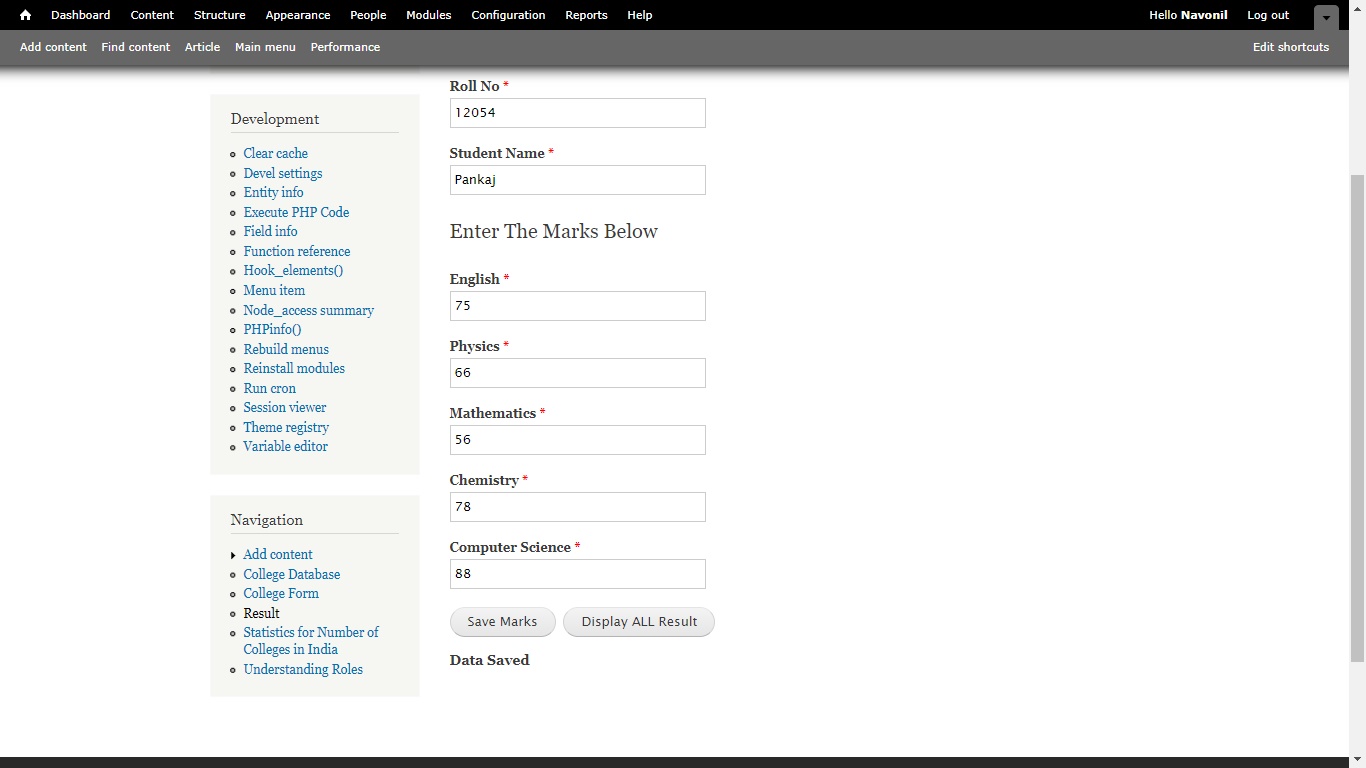 Dashboard Content Structure Appearance People Modules Configuration Reports Help Hello Navonil Log out
Add content Find content Article Main menu Performance Edit shortcuts
Development
Clear cache
Devel settings
Entity info
Execute PHP Code
Field info
Function reference
Hook_elements()
Menu item
Node_access summary
PHPinfo()
Rebuild menus
Reinstall modules
Run cron
Session viewer
Theme registry
Variable editor
Navigation
Add content
College Database
College Form
Result
Statistics for Number of
Colleges in India
Understanding Roles
Roll No *
12054
Student Name *
Pankaj
Enter The Marks Below
English *
75
Physics *
66
Mathematics *
56
Chemistry *
78
Computer Science *
88
Save Marks Display ALL Result
Data Saved